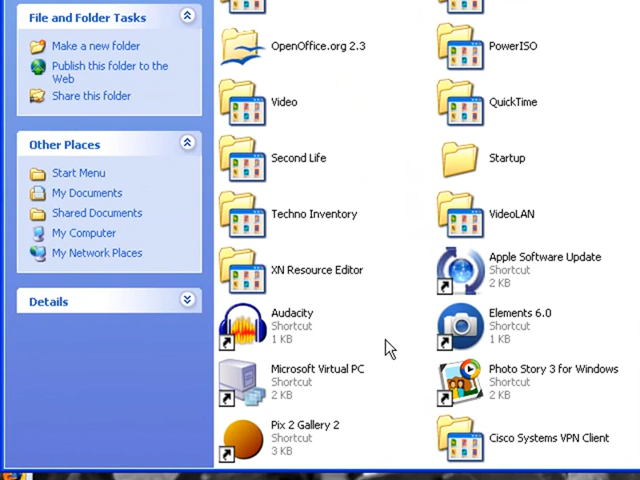 File and Folder Tasks
Make a new folder
Publish this folder to the
Web
Share this folder
Other Places
Start Menu
My Documents
Shared Documents
My Computer
My Network Places
Details
OpenOffice.org 2.3
PowerISO
Video
QuickTime
Second Life
Startup
Techno Inventory
VideoLAN
XN Resource Editor
Apple Software Update
Shortcut
2 KB
Audacity
Shortcut
1 KB
Elements 6.0
Shortcut
1 KB
Microsoft Virtual PC
Shortcut
2 KB
Photo Story 3 for Windows
Shortcut
2 KB
Pix 2 Gallery 2
Shortcut
3 KB
Cisco Systems VPN Client